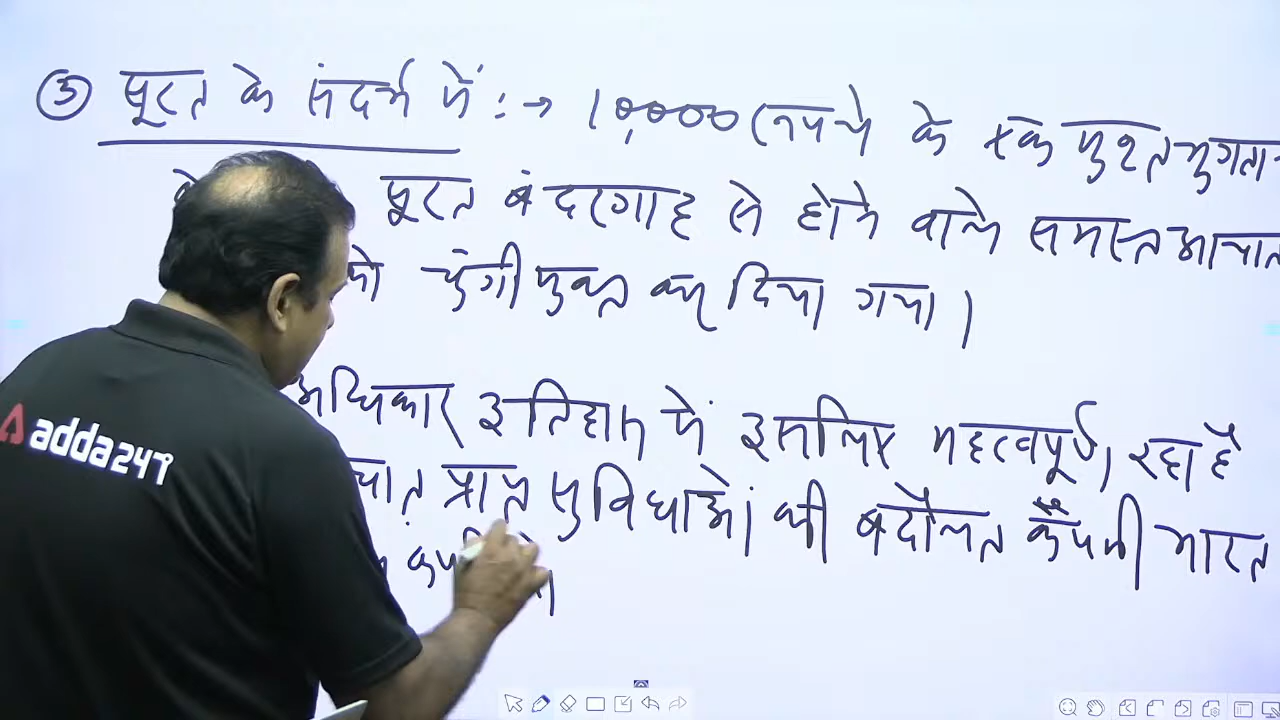 ③ सूरत के संदर्भ में :→ 10,000 रुपये के एक मुश्त भुगतान
सूरत बंदरगाह से होने वाले समस्त आयात
को चुंगी मुक्त कर दिया गया।
अधिकार इतिहास में इसलिए महत्वपूर्ण रहा है
प्राप्त सुविधाओं की बदौलत कंपनी भारत
adda247